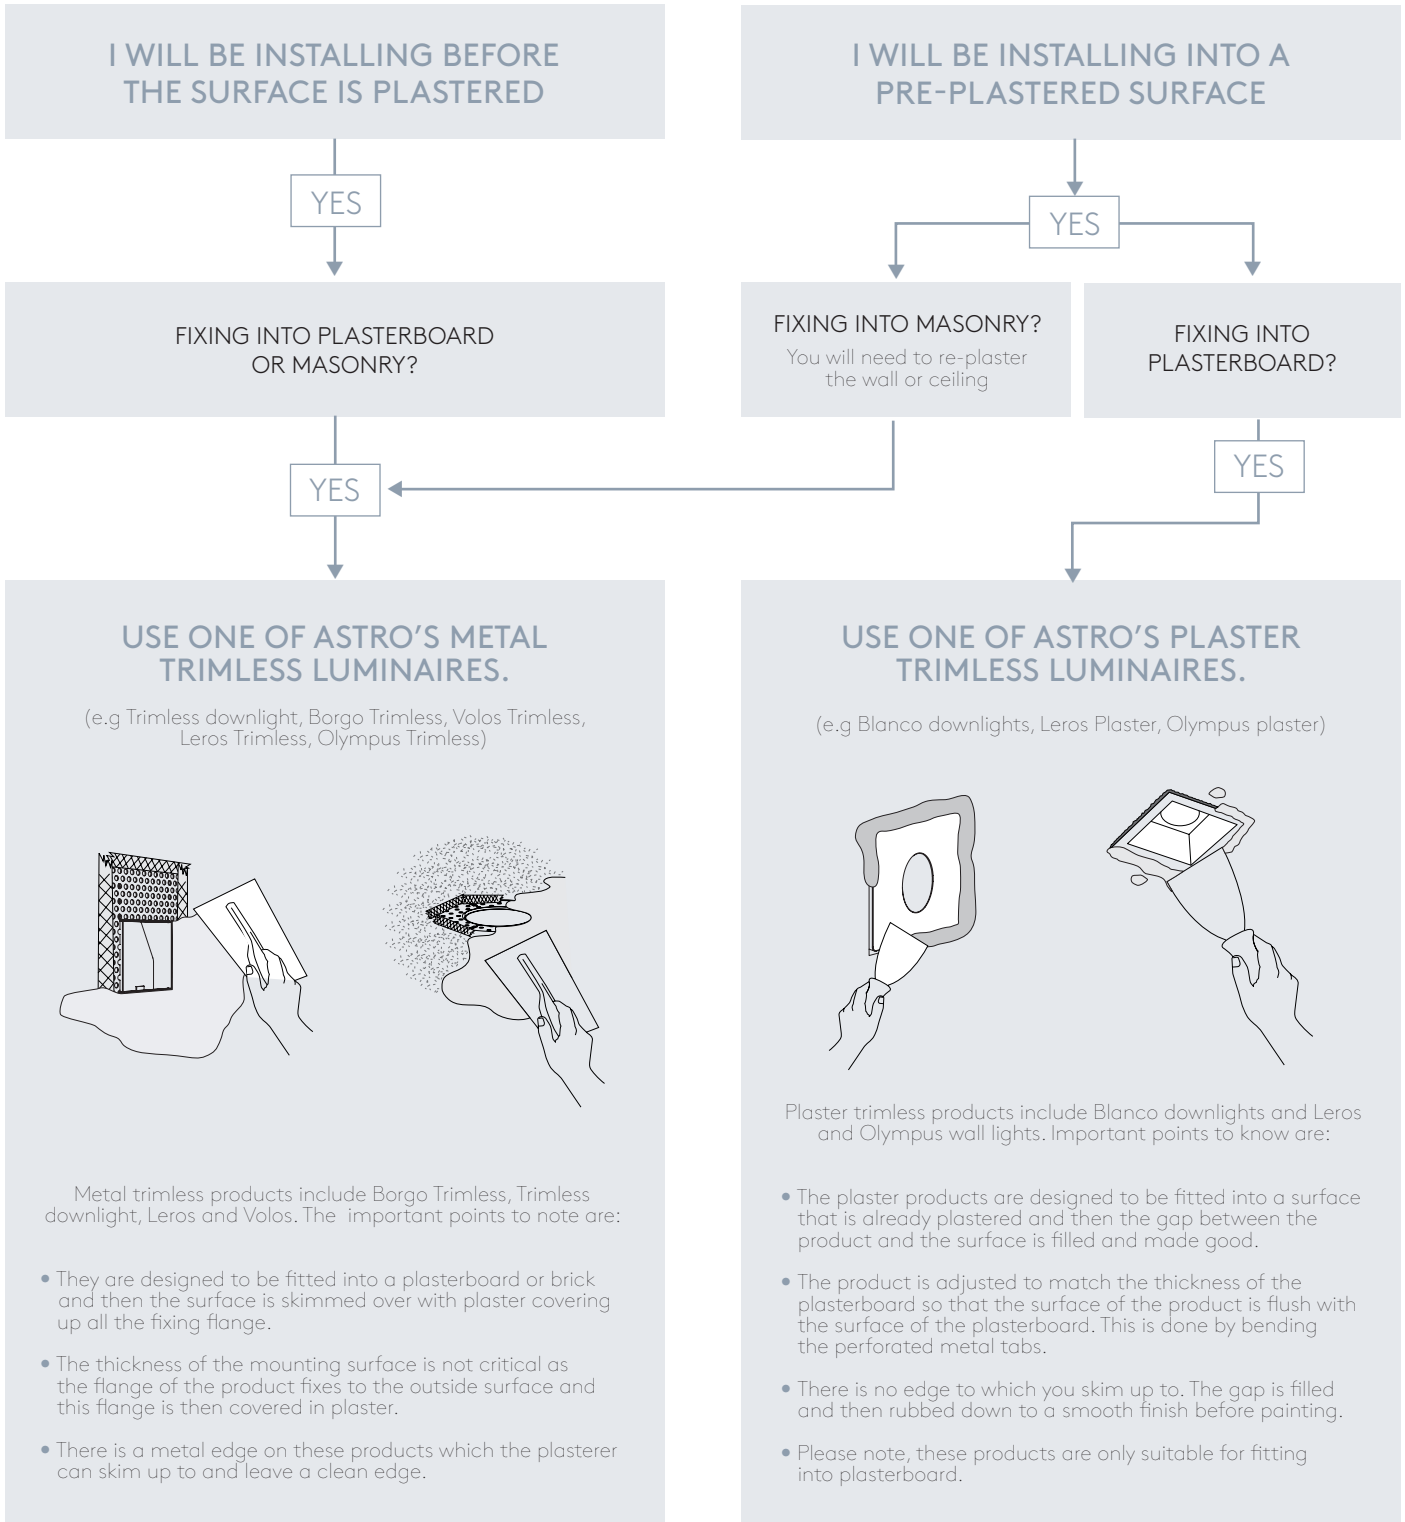 I WILL BE INSTALLING BEFORE
THE SURFACE IS PLASTERED
YES
FIXING INTO PLASTERBOARD
OR MASONRY?
YES
I WILL BE INSTALLING INTO A
PRE-PLASTERED SURFACE
YES
FIXING INTO MASONRY?
You will need to re-plaster
the wall or ceiling
FIXING INTO
PLASTERBOARD?
YES
USE ONE OF ASTRO'S METAL
TRIMLESS LUMINAIRES.
(e.g Trimless downlight, Borgo Trimless, Volos Trimless,
Leros Trimless, Olympus Trimless)
Metal trimless products include Borgo Trimless, Trimless
downlight, Leros and Volos. The important points to note are:
• They are designed to be fitted into a plasterboard or brick
and then the surface is skimmed over with plaster covering
up all the fixing flange.
• The thickness of the mounting surface is not critical as
the flange of the product fixes to the outside surface and
this flange is then covered in plaster.
• There is a metal edge on these products which the plasterer
can skim up to and leave a clean edge.
USE ONE OF ASTRO'S PLASTER
TRIMLESS LUMINAIRES.
(e.g Blanco downlights, Leros Plaster, Olympus plaster)
Plaster trimless products include Blanco downlights and Leros
and Olympus wall lights. Important points to know are:
• The plaster products are designed to be fitted into a surface
that is already plastered and then the gap between the
product and the surface is filled and made good.
• The product is adjusted to match the thickness of the
plasterboard so that the surface of the product is flush with
the surface of the plasterboard. This is done by bending
the perforated metal tabs.
• There is no edge to which you skim up to. The gap is filled
and then rubbed down to a smooth finish before painting.
• Please note, these products are only suitable for fitting
into plasterboard.